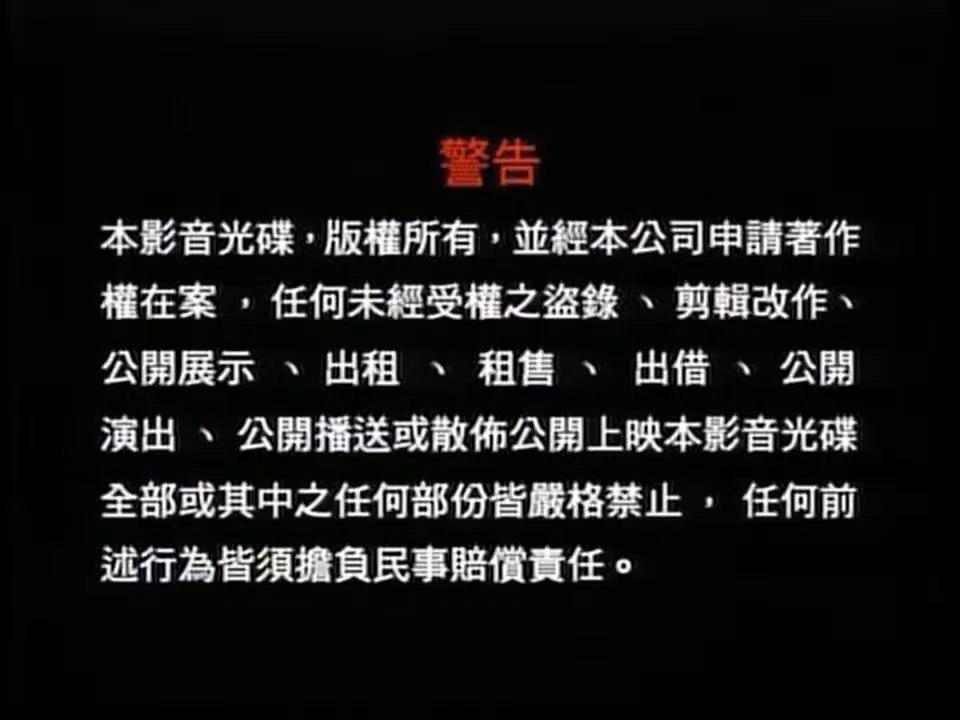 警告
本影音光碟，版權所有，並經本公司申請著作
權在案 ， 任何未經受權之盜錄 、 剪輯改作、
公開展示 、 出租 、 租售 、 出借 、 公開
演出 、 公開播送或散佈公開上映本影音光碟
全部或其中之任何部份皆嚴格禁止 ， 任何前
述行為皆須擔負民事賠償責任。